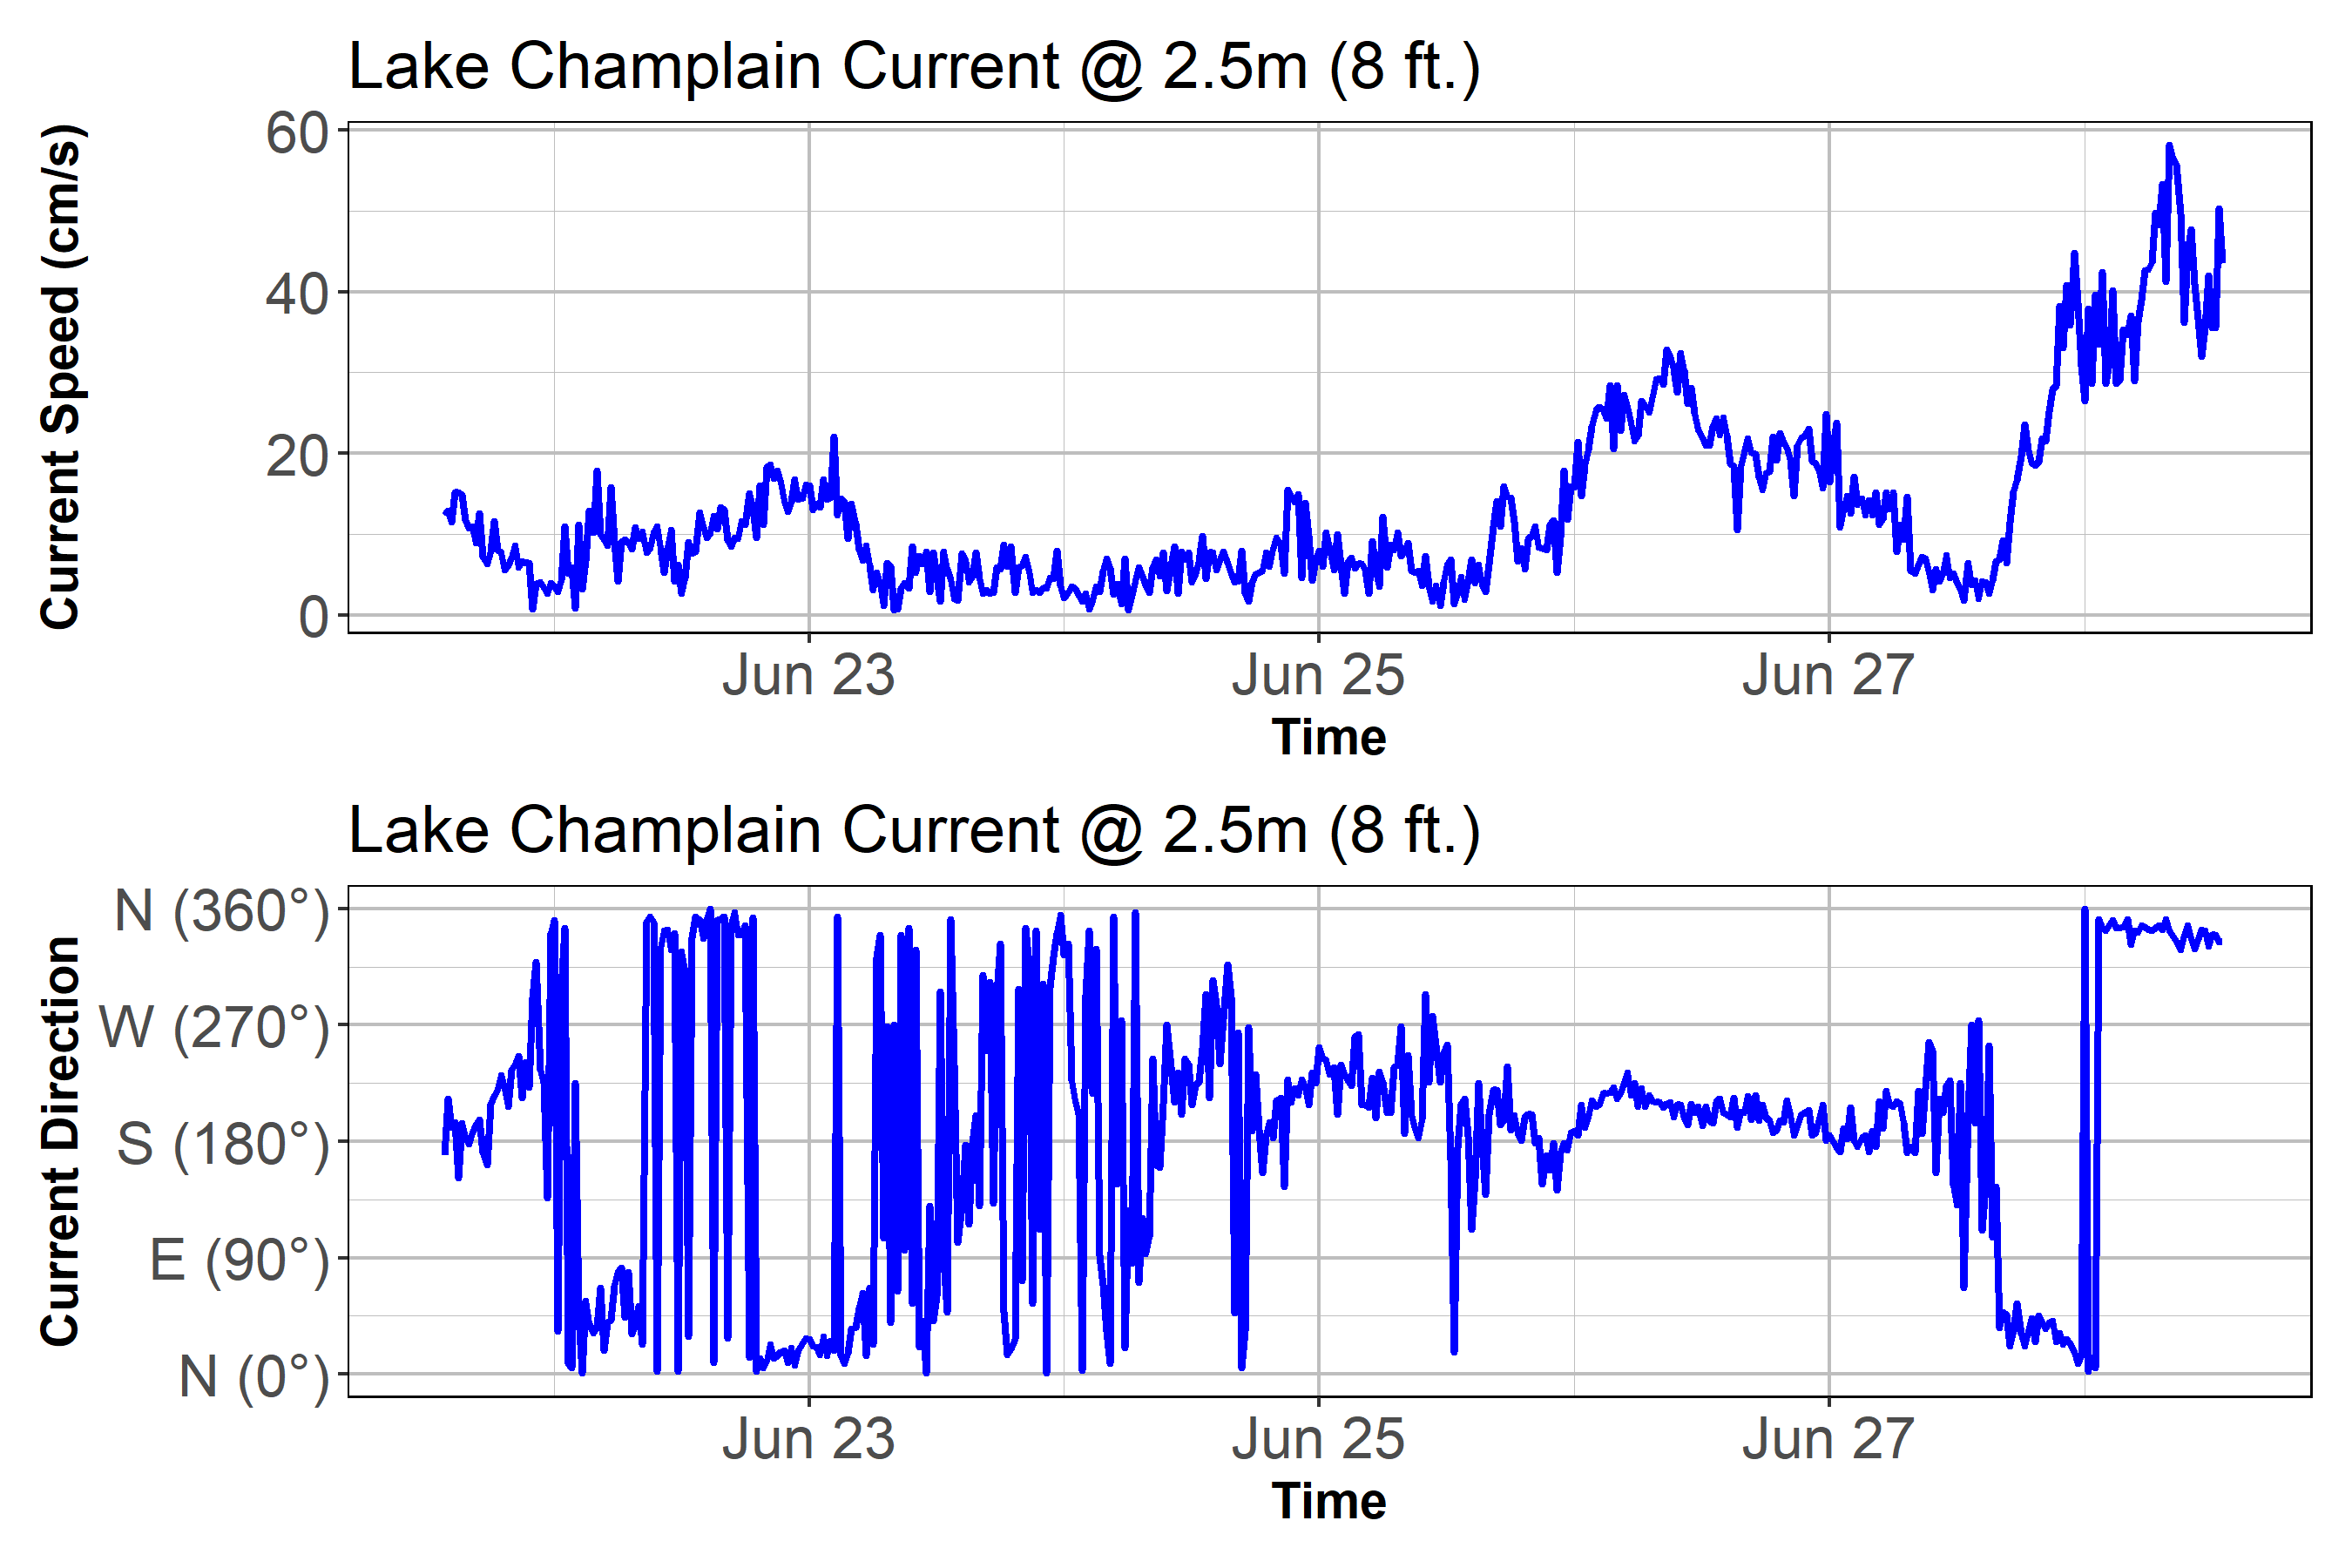 Lake Champlain Current @ 2.5m (8 ft.)
Current Speed (cm/s)
60
40
20
0
Jun 23 Jun 25 Jun 27
Time
Lake Champlain Current @ 2.5m (8 ft.)
Current Direction
N (360°)
W (270°)
S (180°)
E (90°)
N (0°)
Jun 23 Jun 25 Jun 27
Time